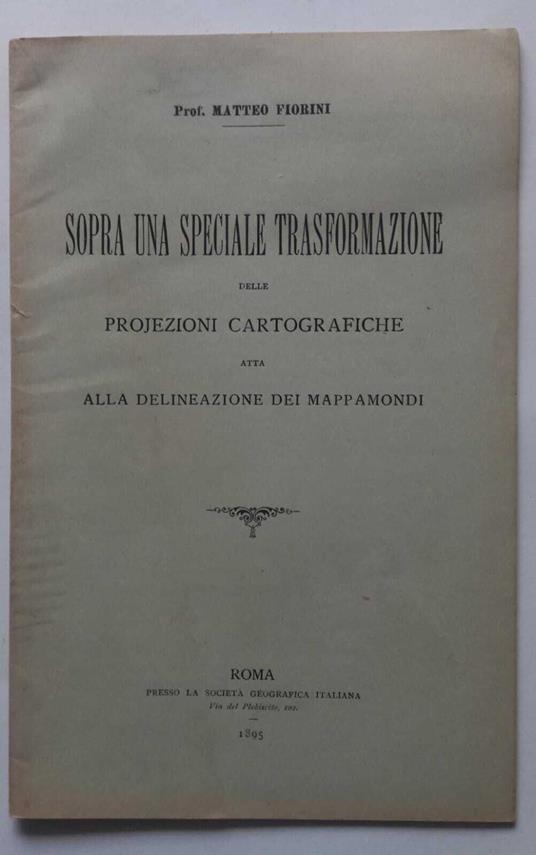 Prof. MATTEO FIORINI
SOPRA UNA SPECIALE TRASFORMAZIONE
DELLE
PROJEZIONI CARTOGRAFICHE
ATTA
ALLA DELINEAZIONE DEI MAPPAMONDI
ROMA
PRESSO LA SOCIETÀ GEOGRAFICA ITALIANA
Via del Plebiscito, 102.
1895